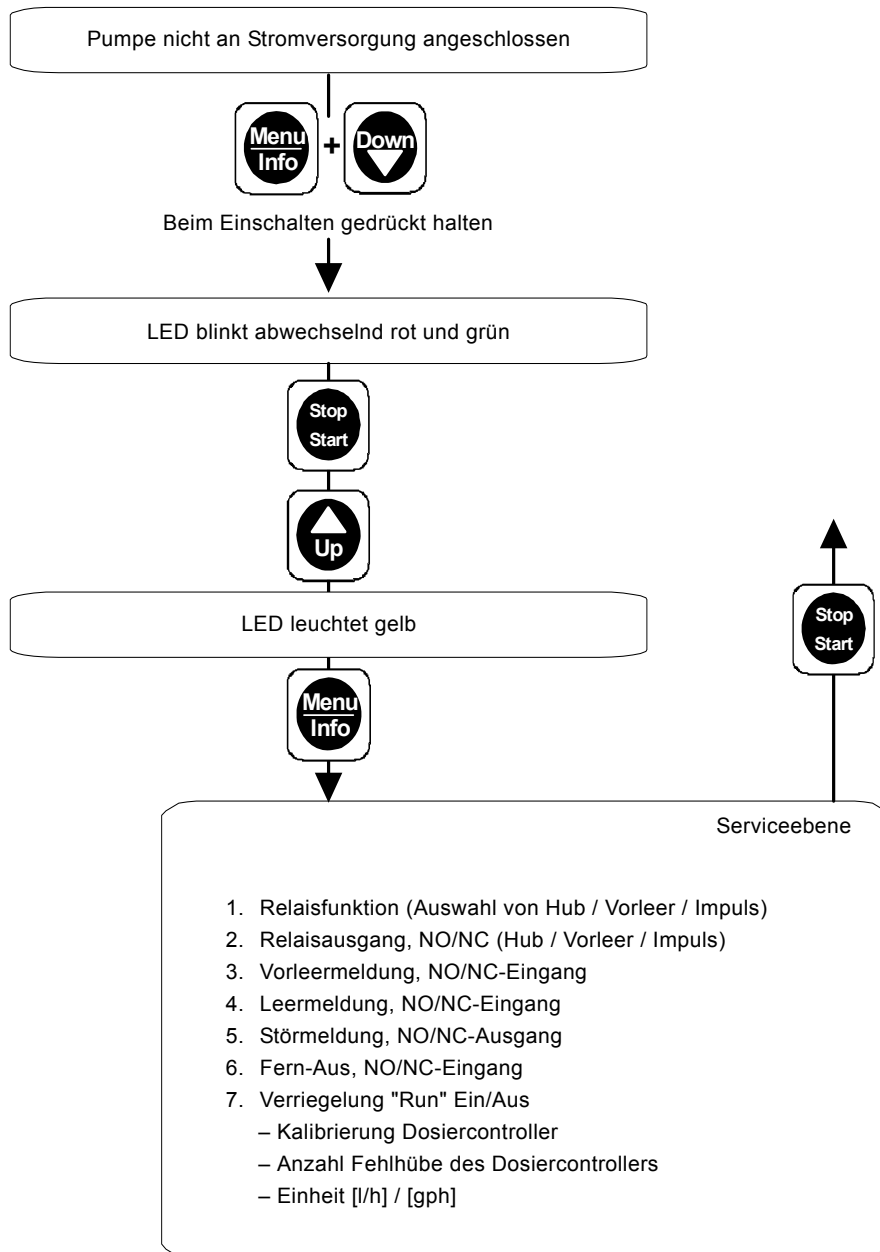 Pumpe nicht an Stromversorgung angeschlossen
Menu
Info
+
Down
Beim Einschalten gedrückt halten
LED blinkt abwechselnd rot und grün
Stop
Start
Up
LED leuchtet gelb
Menu
Info
Stop
Start
Serviceebene
1. Relaisfunktion (Auswahl von Hub / Vorleer / Impuls)
2. Relaisausgang, NO/NC (Hub / Vorleer / Impuls)
3. Vorleermeldung, NO/NC-Eingang
4. Leermeldung, NO/NC-Eingang
5. Störmeldung, NO/NC-Ausgang
6. Fern-Aus, NO/NC-Eingang
7. Verriegelung "Run" Ein/Aus
– Kalibrierung Dosiercontroller
– Anzahl Fehlhübe des Dosiercontrollers
– Einheit [l/h] / [gph]